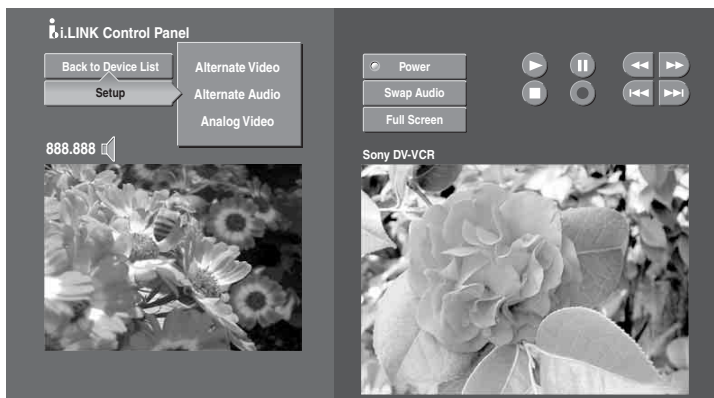 i.LINK Control Panel
Back to Device List
Setup
Alternate Video
Alternate Audio
Analog Video
888.888
Power
Swap Audio
Full Screen
Sony DV-VCR